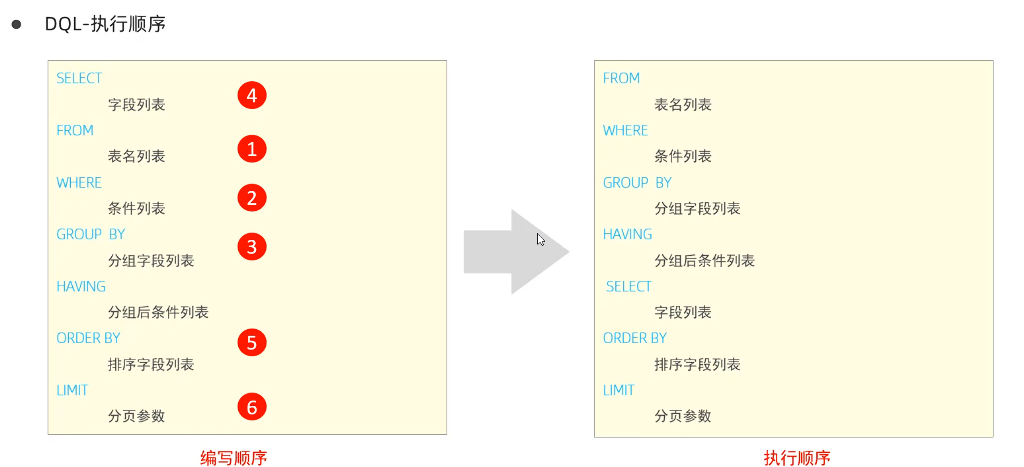 DQL-执行顺序
SELECT
字段列表
4
FROM
表名列表
1
WHERE
条件列表
2
GROUP BY
分组字段列表
3
HAVING
分组后条件列表
ORDER BY
排序字段列表
5
LIMIT
分页参数
6
编写顺序
FROM
表名列表
WHERE
条件列表
GROUP BY
分组字段列表
HAVING
分组后条件列表
SELECT
字段列表
ORDER BY
排序字段列表
LIMIT
分页参数
执行顺序